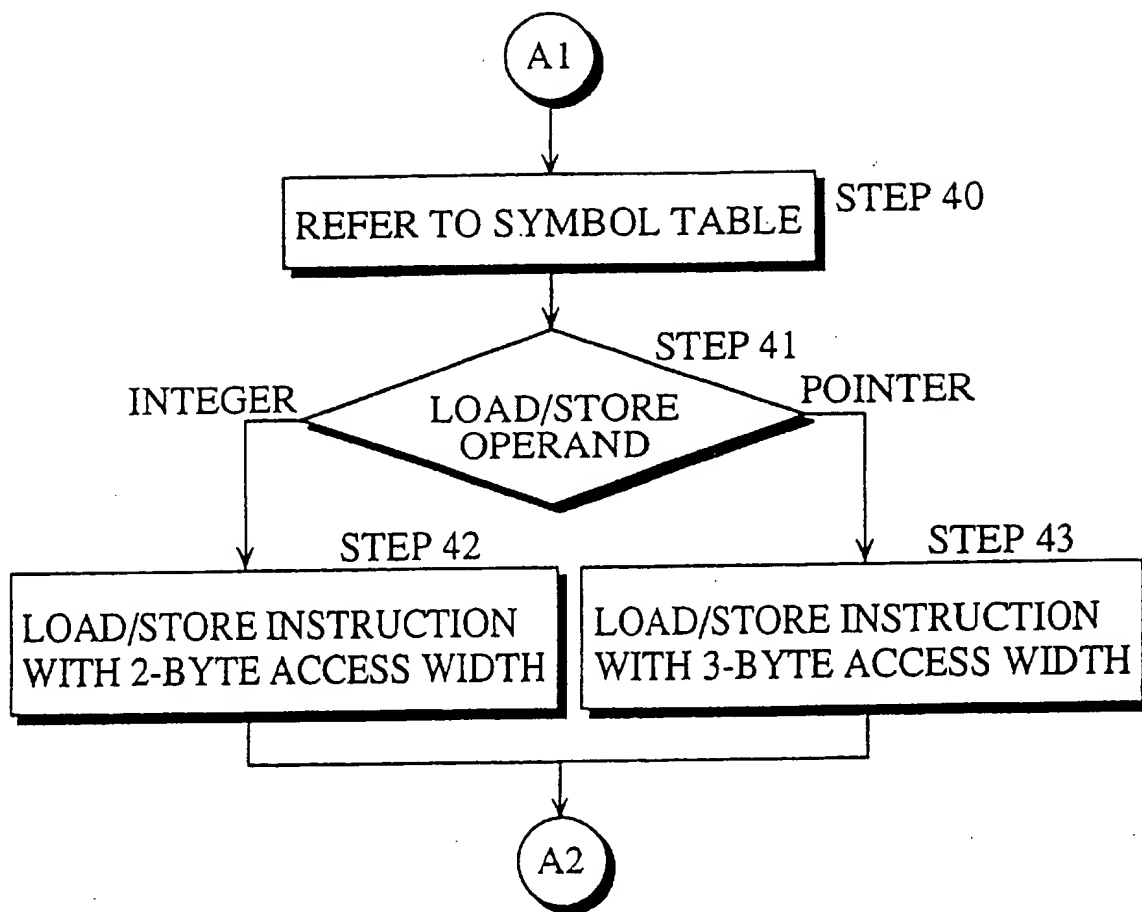 A1
REFER TO SYMBOL TABLE
STEP 40
STEP 41
INTEGER
LOAD/STORE
OPERAND
POINTER
STEP 42
LOAD/STORE INSTRUCTION
WITH 2-BYTE ACCESS WIDTH
STEP 43
LOAD/STORE INSTRUCTION
WITH 3-BYTE ACCESS WIDTH
A2